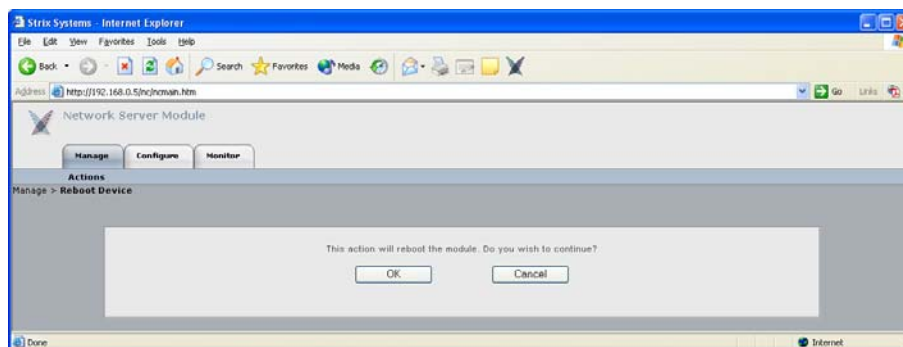 Strix Systems - Internet Explorer
File Edit View Favorites Tools Help
Back Search Favorites Media
Address http://192.168.0.5/nc/ncmain.htm Go Links
Network Server Module
Manage Configure Monitor
Actions
Manage > Reboot Device
This action will reboot the module. Do you wish to continue?
OK Cancel
Done Internet